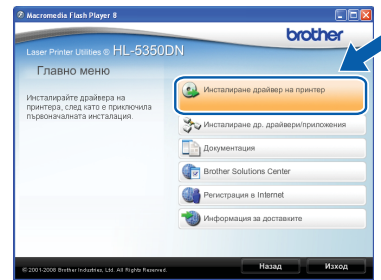 Macromedia Flash Player 8
brother
Laser Printer Utilities ® HL-5350DN
Главно меню
Инсталирайте драйвера на
принтера, след като е приключила
първоначалната инсталация.
Инсталиране драйвер на принтер
Инсталиране др. драйвери/приложения
Документация
Brother Solutions Center
Регистрация в Internet
Информация за доставките
© 2001-2008 Brother Industries, Ltd. All Rights Reserved.
Назад
Изход